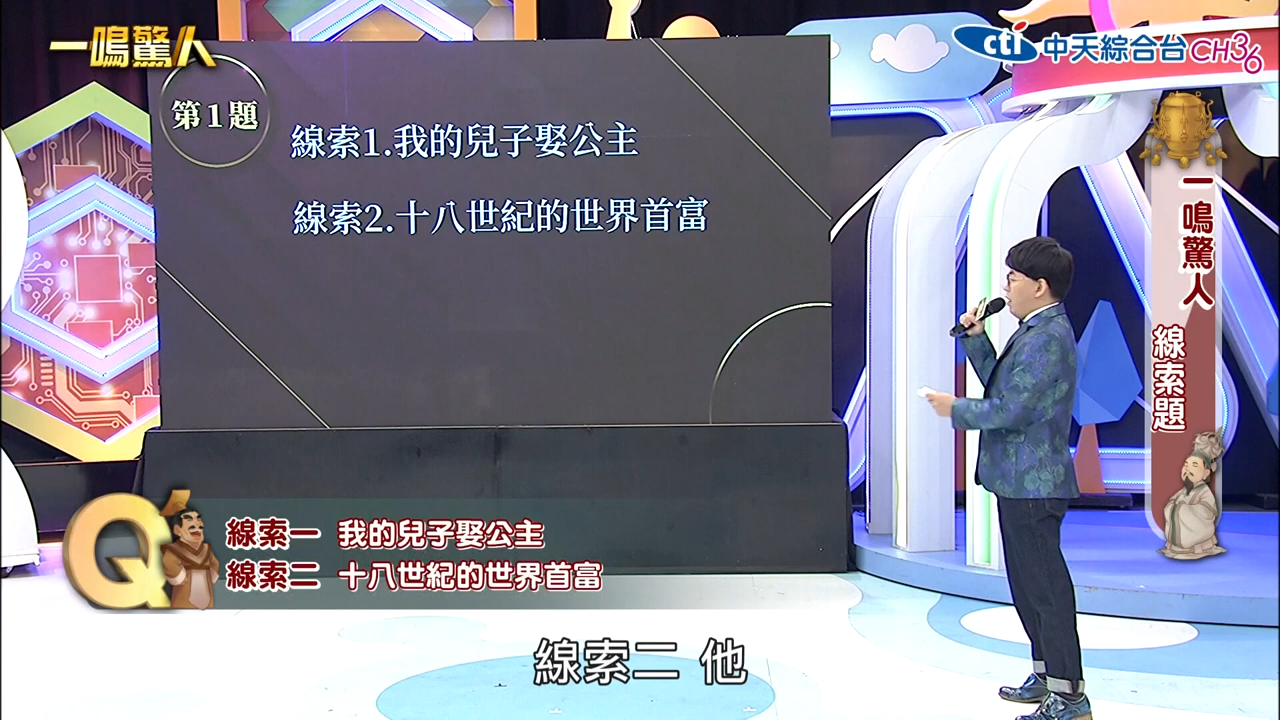 一鳴驚人
cti 中天綜合台 CH36
第1題
線索1.我的兒子娶公主
線索2.十八世紀的世界首富
一鳴驚人
線索題
Q
線索一 我的兒子娶公主
線索二 十八世紀的世界首富
線索二 他